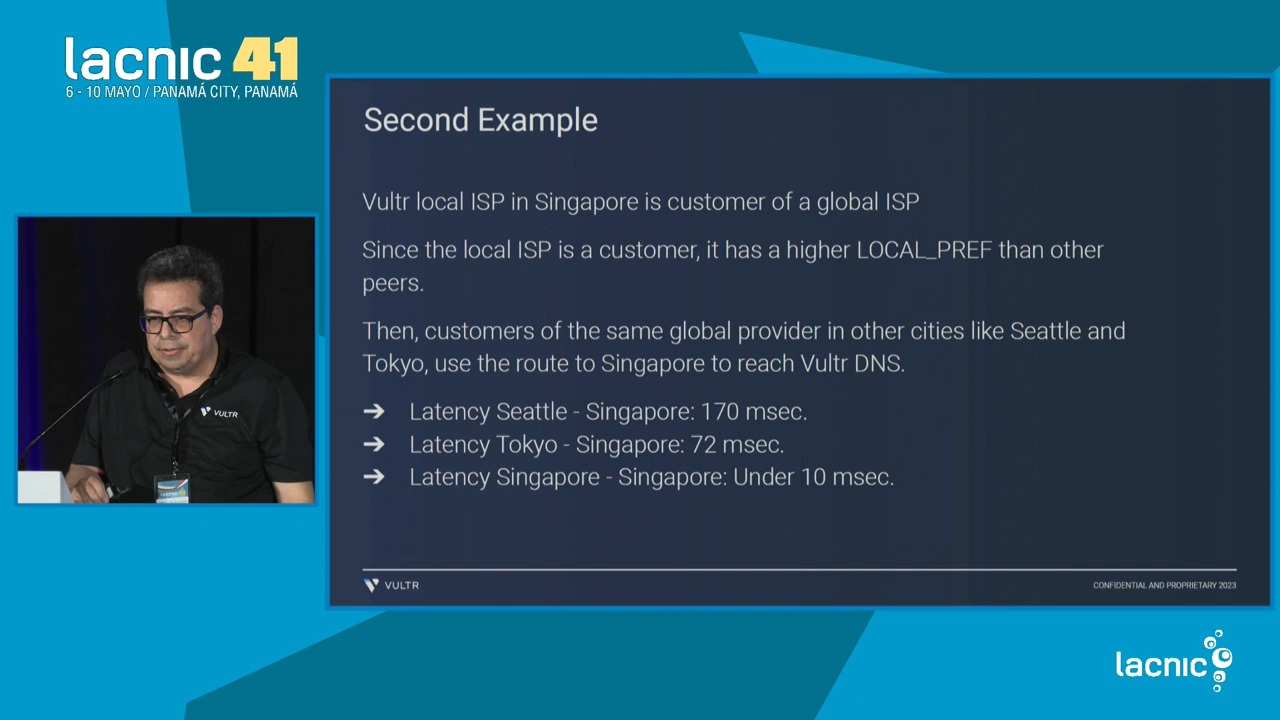 lacnic 41
6 - 10 MAYO / PANAMÁ CITY, PANAMÁ
Second Example
Vultr local ISP in Singapore is customer of a global ISP
Since the local ISP is a customer, it has a higher LOCAL_PREF than other
peers.
Then, customers of the same global provider in other cities like Seattle and
Tokyo, use the route to Singapore to reach Vultr DNS.
➔ Latency Seattle - Singapore: 170 msec.
➔ Latency Tokyo - Singapore: 72 msec.
➔ Latency Singapore - Singapore: Under 10 msec.
VULTR
VULTR
CONFIDENTIAL AND PROPRIETARY 2023
lacnic